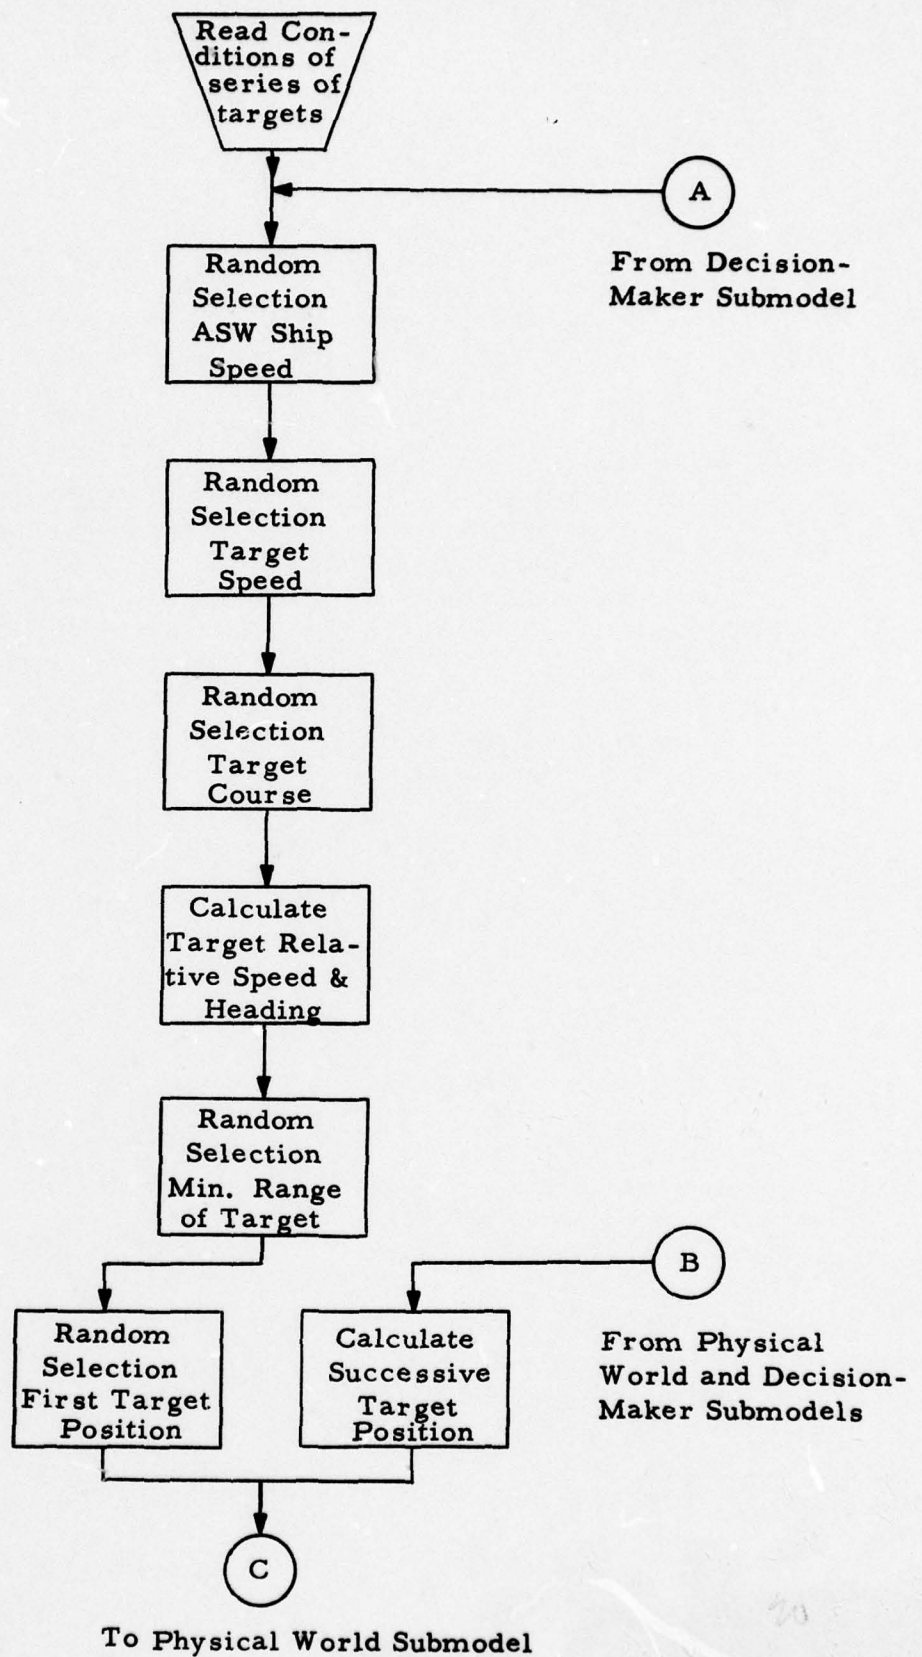 Read Con-
ditions of
series of
targets
A
From Decision-
Maker Submodel
Random
Selection
ASW Ship
Speed
Random
Selection
Target
Speed
Random
Selection
Target
Course
Calculate
Target Rela-
tive Speed &
Heading
Random
Selection
Min. Range
of Target
B
From Physical
World and Decision-
Maker Submodels
Random
Selection
First Target
Position
Calculate
Successive
Target
Position
C
To Physical World Submodel
20